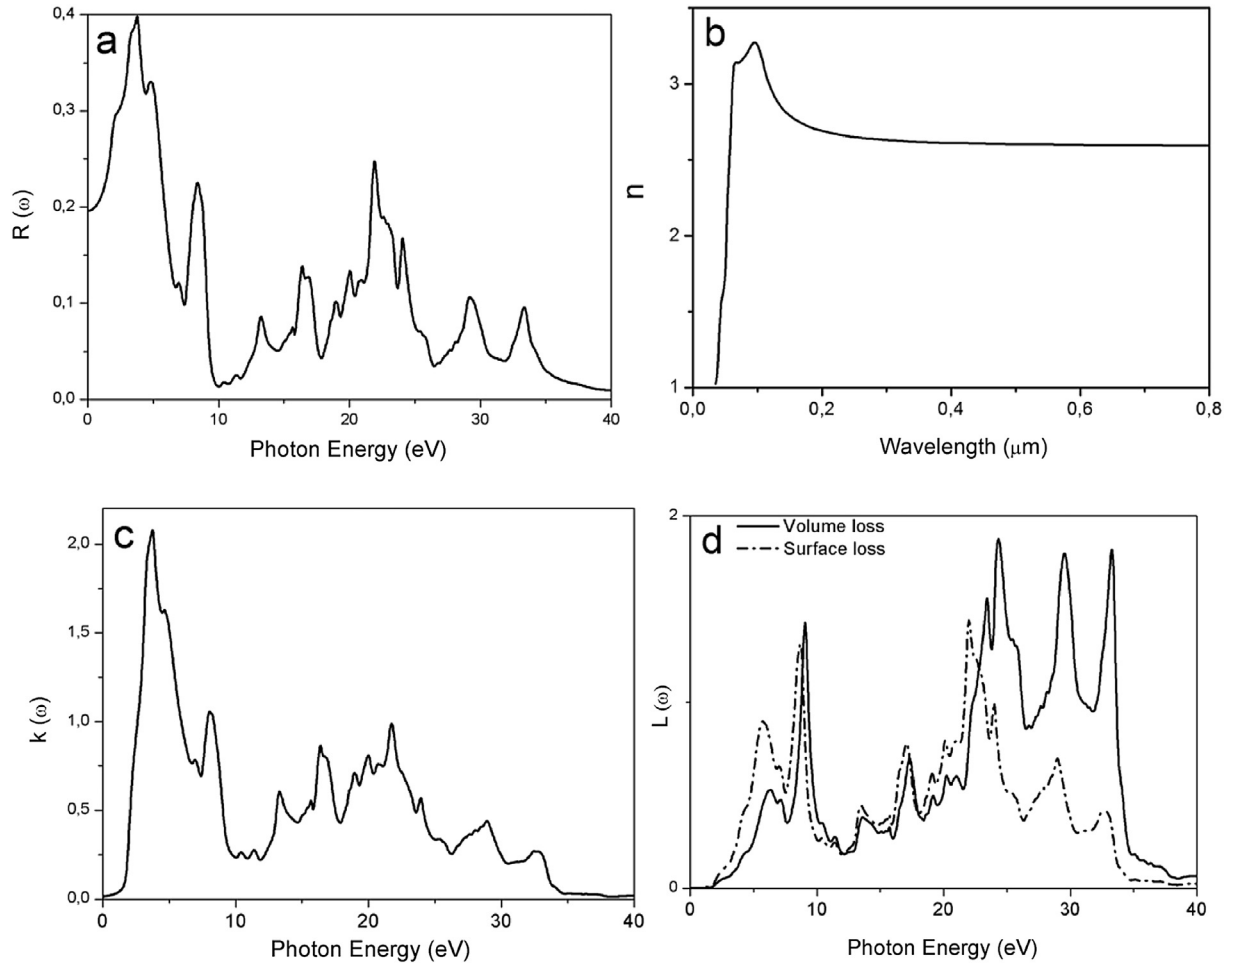 a
0,4
0,3
0,2
0,1
0,0
R (ω)
0
10
20
30
40
Photon Energy (eV)
b
3
2
1
n
0,0
0,2
0,4
0,6
0,8
Wavelength (μm)
c
2,0
1,5
1,0
0,5
0,0
k (ω)
0
10
20
30
40
Photon Energy (eV)
d
Volume loss
Surface loss
2
1
0
L (ω)
0
10
20
30
40
Photon Energy (eV)